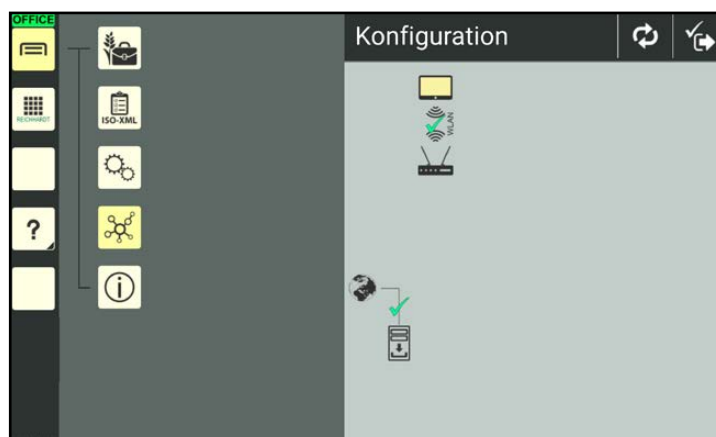 OFFICE
Konfiguration
REICHHARDT
ISO-XML
WLAN
?